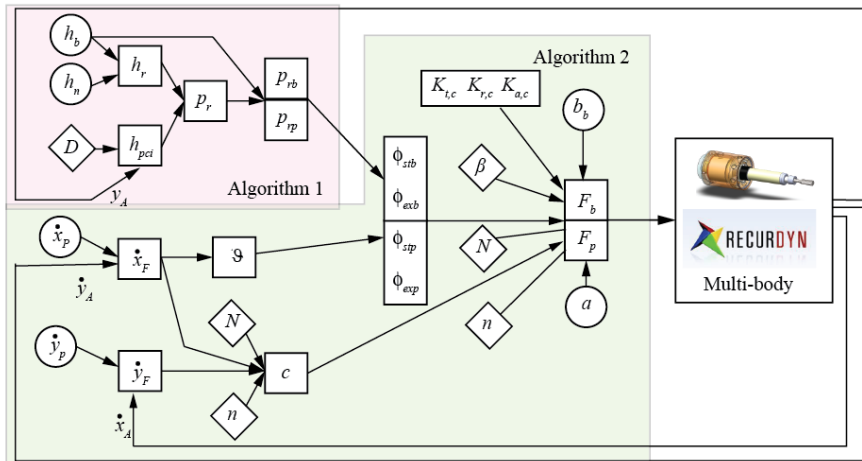 h_b
h_n
h_r
D
h_pci
p_r
p_rb
p_rp
y_A
Algorithm 1
Algorithm 2
K_t,c K_r,c K_a,c
b_b
β
ϕ_stb
ϕ_exb
ϕ_stp
ϕ_exp
F_b
F_p
N
n
a
ẋ_P
ẋ_F
ϑ
ẏ_A
ẏ_p
ẏ_F
ẋ_A
N
n
c
RECURDYN
Multi-body